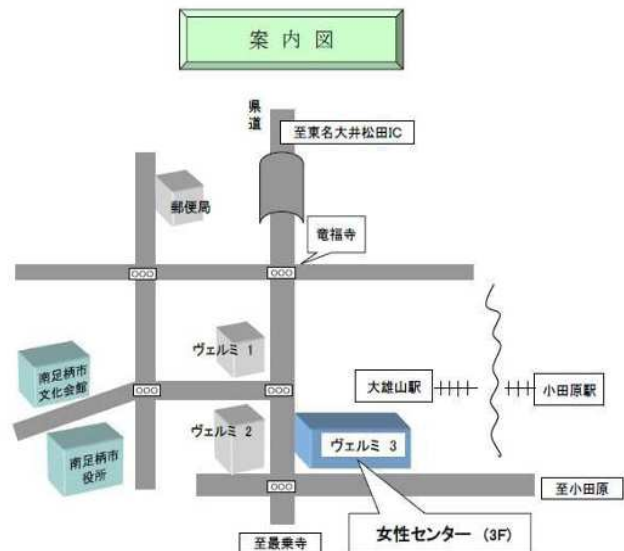 案内図
県道
至東名大井松田IC
郵便局
竜福寺
ヴェルミ 1
南足柄市
文化会館
大雄山駅
小田原駅
ヴェルミ 2
ヴェルミ 3
南足柄市
役所
至小田原
女性センター (3F)
至最乗寺